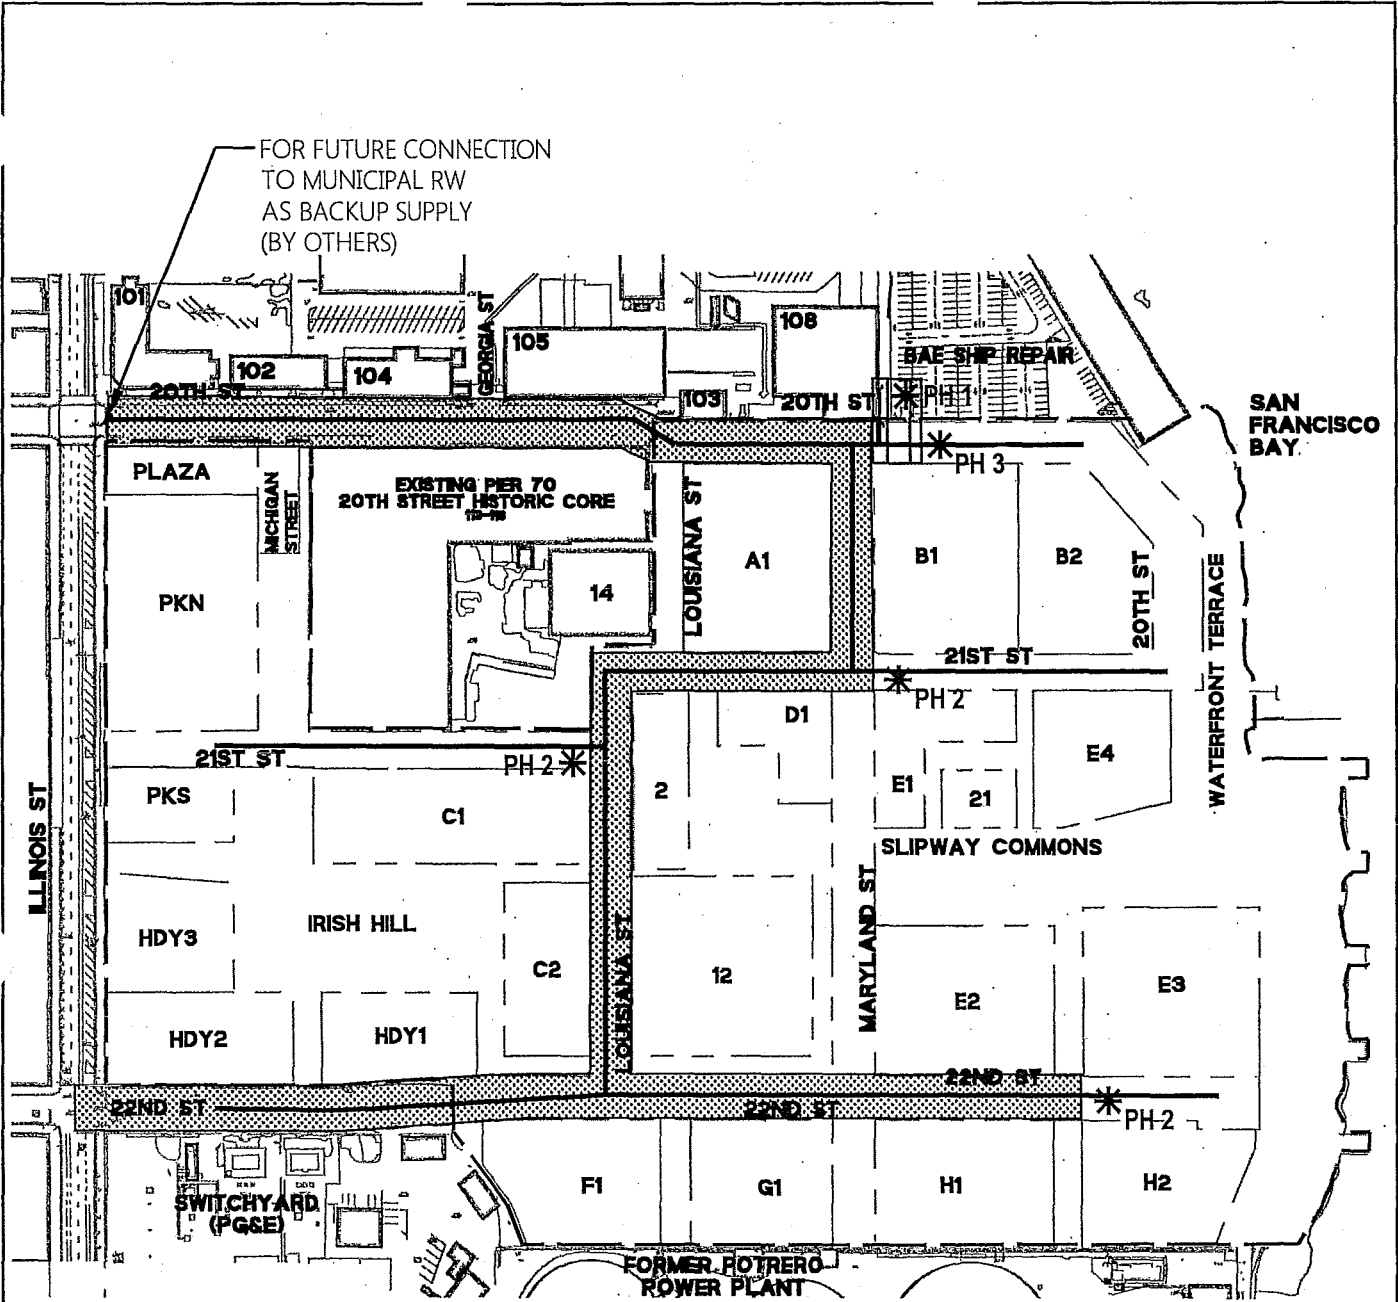 FOR FUTURE CONNECTION
TO MUNICIPAL RW
AS BACKUP SUPPLY
(BY OTHERS)
101
102
104
GEORGIA ST
105
103
108
BAE SHIP REPAIR
20TH ST
20TH ST
PH 1
PH 3
SAN
FRANCISCO
BAY
PLAZA
MICHIGAN
STREET
EXISTING PIER 70
20TH STREET HISTORIC CORE
LOUISIANA ST
PKN
14
A1
B1
B2
20TH ST
WATERFRONT TERRACE
21ST ST
PH 2
21ST ST
PH 2
D1
2
E1
21
E4
PKS
C1
SLIPWAY COMMONS
ILLINOIS ST
HDY3
IRISH HILL
C2
LOUISIANA ST
12
MARYLAND ST
E2
E3
HDY2
HDY1
22ND ST
22ND ST
22ND ST
PH 2
SWITCHYARD
(PG&E)
F1
G1
H1
H2
FORMER POTRERO
POWER PLANT